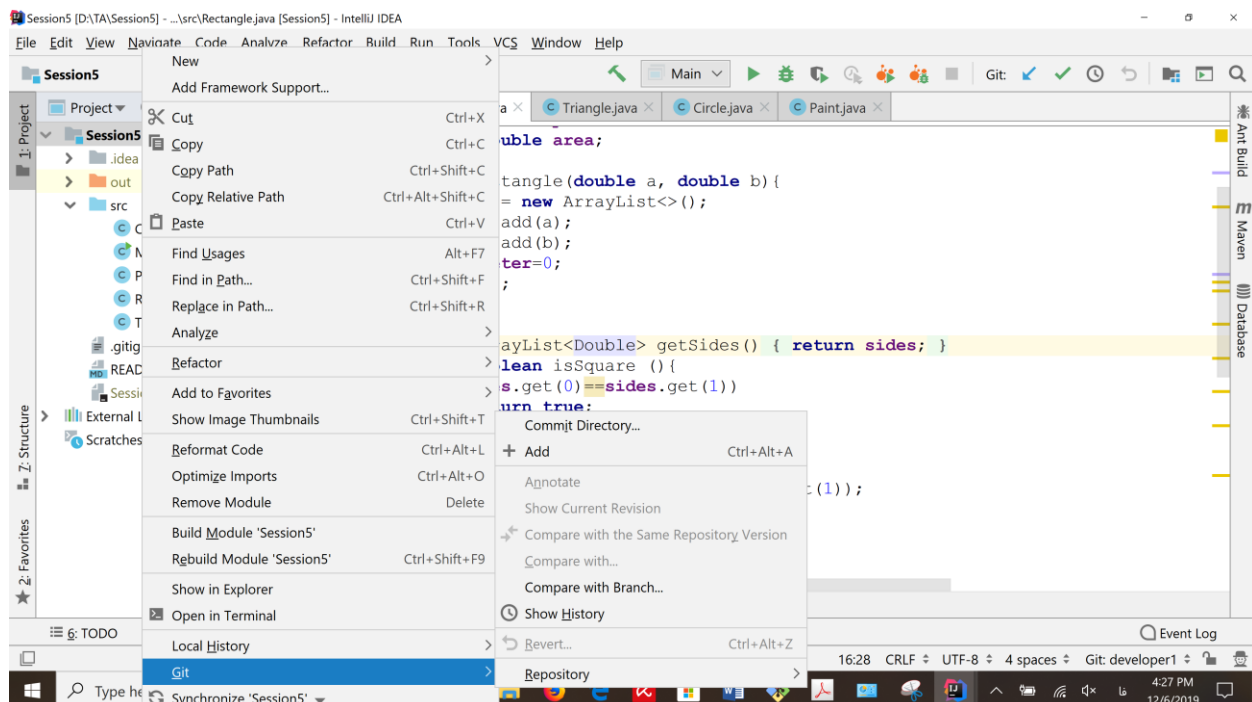 Session5 [D:\TA\Session5] - ...\src\Rectangle.java [Session5] - IntelliJ IDEA
File Edit View Navigate Code Analyze Refactor Build Run Tools VCS Window Help
Session5
Main
Git:
1: Project
Z: Structure
2: Favorites
Project
Session5
.idea
out
src
C
C
C
C P
C R
C T
.gitig
MD READ
Sessi
External L
Scratches
New
Add Framework Support...
Cut Ctrl+X
Copy Ctrl+C
Copy Path Ctrl+Shift+C
Copy Relative Path Ctrl+Alt+Shift+C
Paste Ctrl+V
Find Usages Alt+F7
Find in Path... Ctrl+Shift+F
Replace in Path... Ctrl+Shift+R
Analyze
Refactor
Add to Favorites
Show Image Thumbnails Ctrl+Shift+T
Reformat Code Ctrl+Alt+L
Optimize Imports Ctrl+Alt+O
Remove Module Delete
Build Module 'Session5'
Rebuild Module 'Session5' Ctrl+Shift+F9
Show in Explorer
Open in Terminal
Local History
Git
Synchronize 'Session5'
a C Triangle.java C Circle.java C Paint.java
uble area;
tangle(double a, double b){
= new ArrayList<>();
add(a);
add(b);
ter=0;
;
ayList<Double> getSides() { return sides; }
lean isSquare (){
s.get(0)==sides.get(1))
urn true;
t(1));
Commit Directory...
Add Ctrl+Alt+A
Annotate
Show Current Revision
Compare with the Same Repository Version
Compare with...
Compare with Branch...
Show History
Revert... Ctrl+Alt+Z
Repository
Ant Build
m Maven
Database
6: TODO
Event Log
16:28 CRLF UTF-8 4 spaces Git: developer1
Type he
فا
4:27 PM
12/6/2019